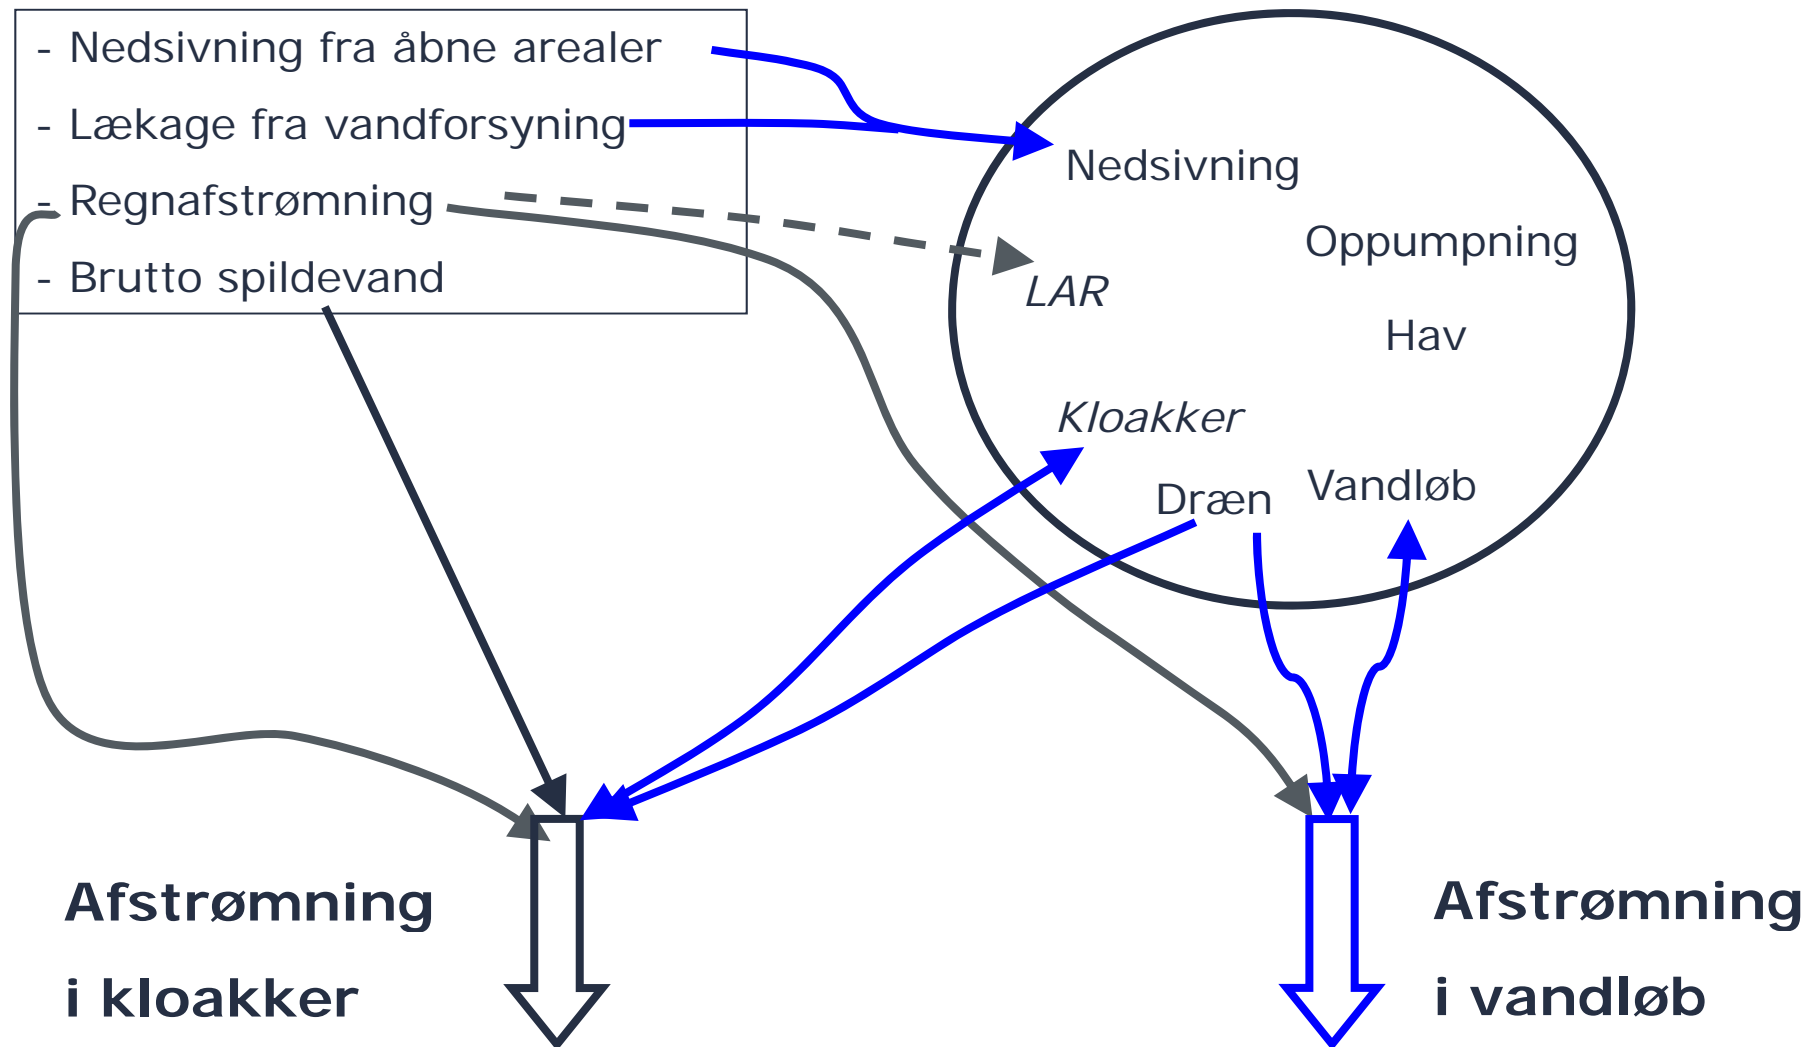 - Nedsivning fra åbne arealer
- Lækage fra vandforsyning
- Regnafstrømning
- Brutto spildevand
Nedsivning
Oppumpning
LAR
Hav
Kloakker
Dræn
Vandløb
Afstrømning
i kloakker
Afstrømning
i vandløb